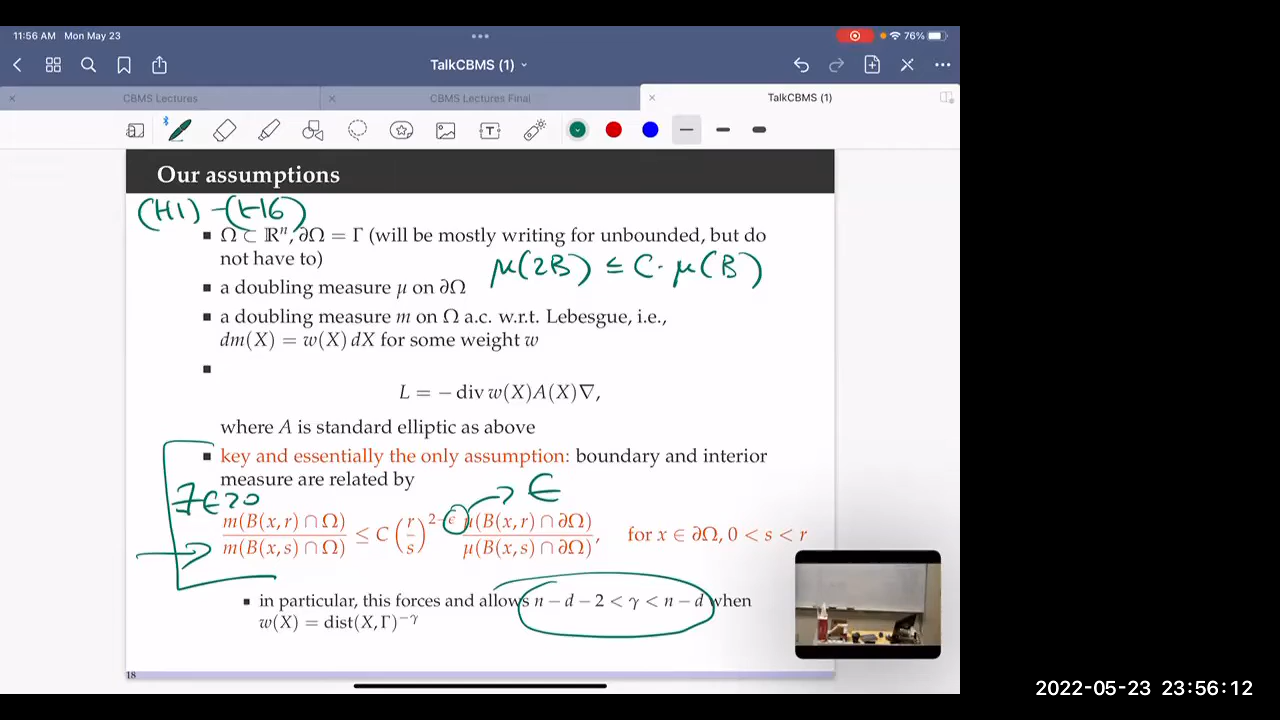 11:56 AM Mon May 23
76%
TalkCBMS (1)
CBMS Lectures
CBMS Lectures Final
TalkCBMS (1)
Our assumptions
(H1) - (H6)
Ω ⊂ ℝⁿ, ∂Ω = Γ (will be mostly writing for unbounded, but do
not have to)
μ(2B) ≤ C · μ(B)
a doubling measure μ on ∂Ω
a doubling measure m on Ω a.c. w.r.t. Lebesgue, i.e.,
dm(X) = w(X) dX for some weight w
L = − div w(X)A(X)∇,
where A is standard elliptic as above
key and essentially the only assumption: boundary and interior
measure are related by
∃ ∈ > 0
∈
m(B(x, r) ∩ Ω) / m(B(x, s) ∩ Ω) ≤ C (r/s)^{2−ε} μ(B(x, r) ∩ ∂Ω) / μ(B(x, s) ∩ ∂Ω), for x ∈ ∂Ω, 0 < s < r
in particular, this forces and allows n − d − 2 < γ < n − d when
w(X) = dist(X, Γ)^{−γ}
18
2022-05-23 23:56:12